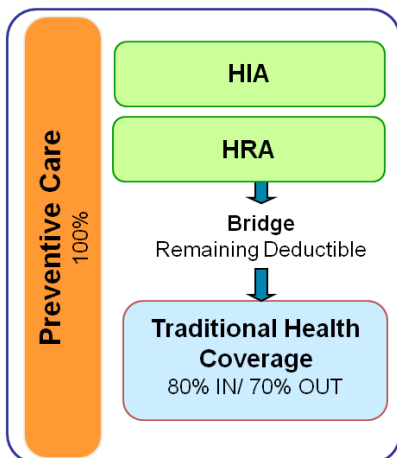 Preventive Care
100%
HIA
HRA
Bridge
Remaining Deductible
Traditional Health
Coverage
80% IN/ 70% OUT